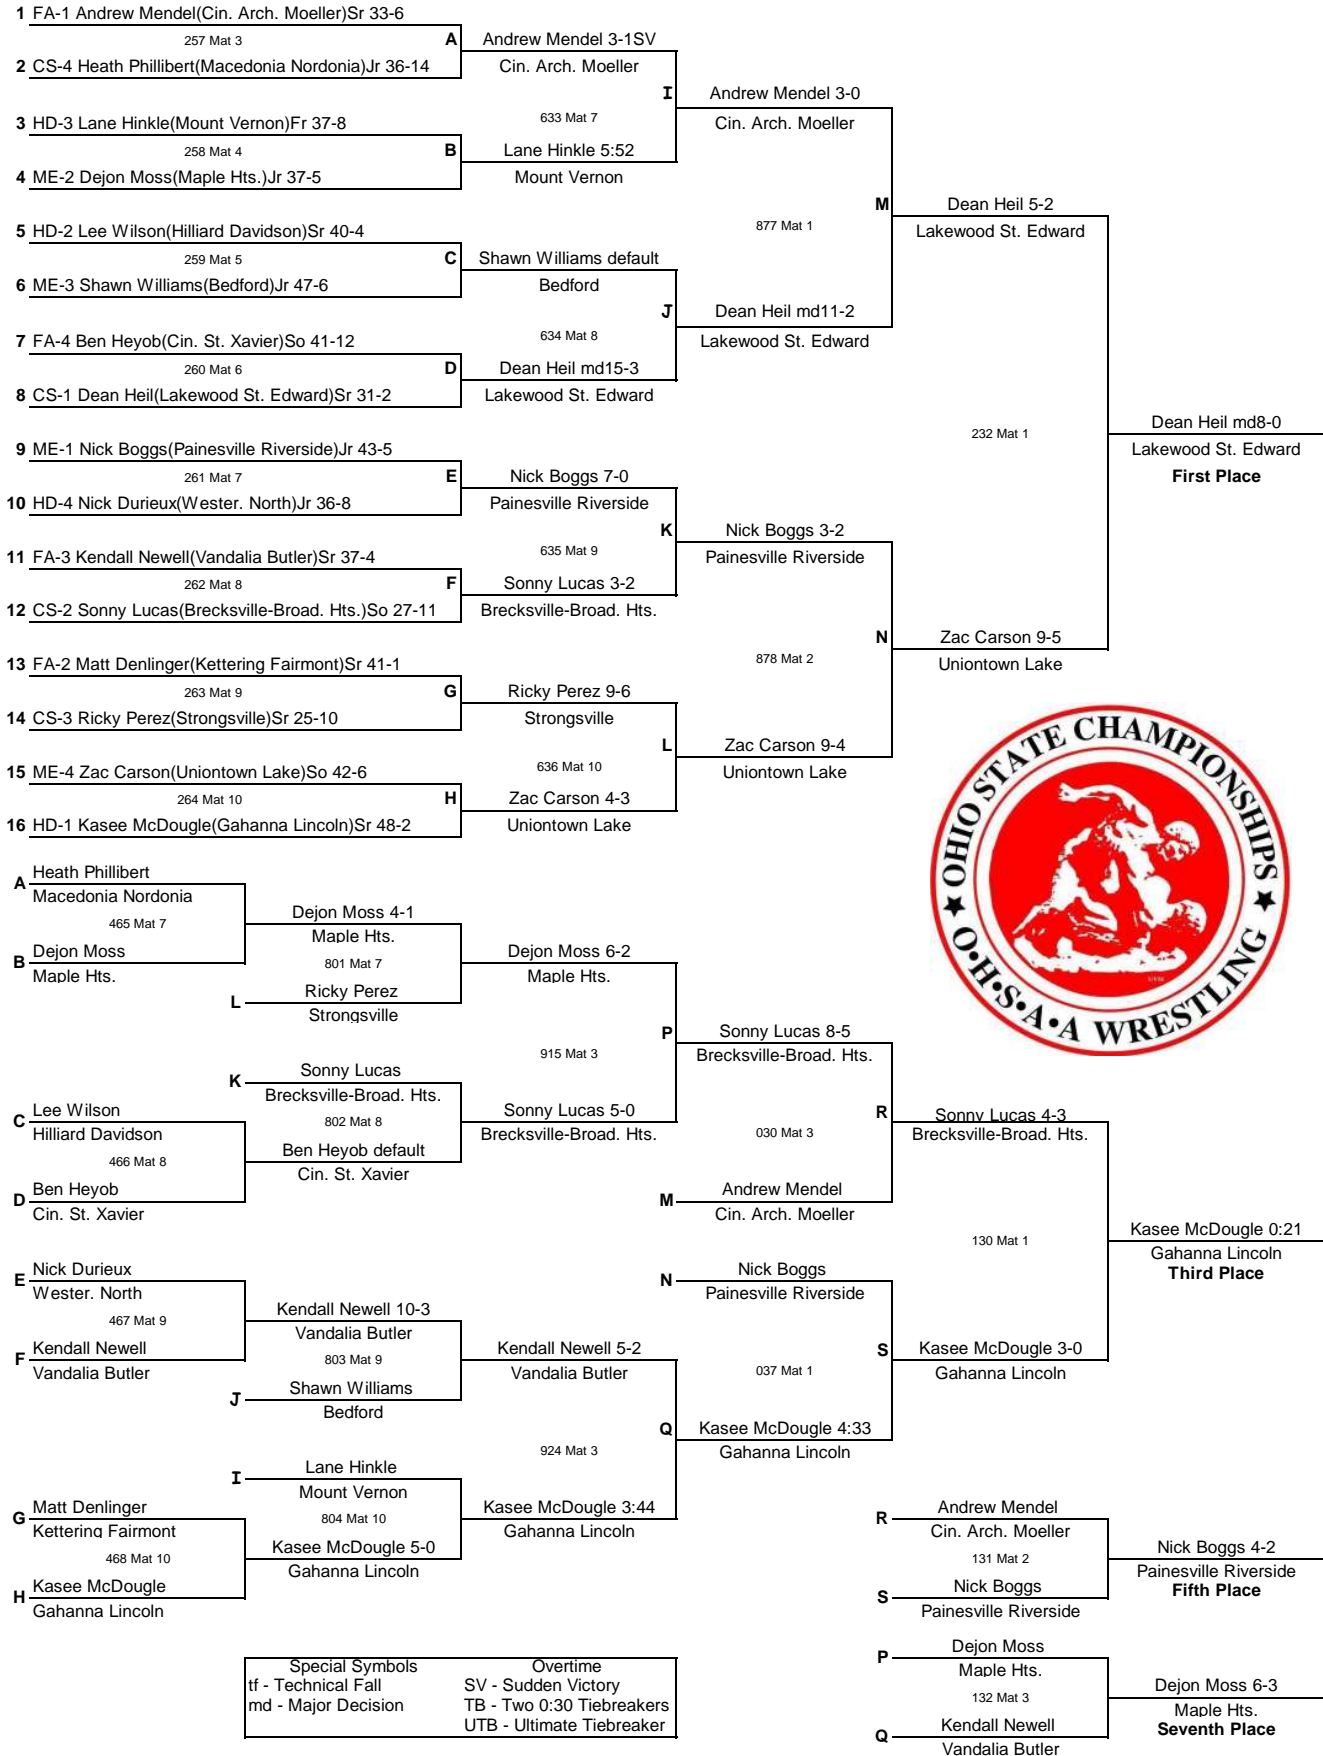 1 FA-1 Andrew Mendel(Cin. Arch. Moeller)Sr 33-6
257 Mat 3
A
2 CS-4 Heath Phillibert(Macedonia Nordonia)Jr 36-14
Andrew Mendel 3-1SV
Cin. Arch. Moeller
I
633 Mat 7
Andrew Mendel 3-0
Cin. Arch. Moeller
3 HD-3 Lane Hinkle(Mount Vernon)Fr 37-8
258 Mat 4
B
4 ME-2 Dejon Moss(Maple Hts.)Jr 37-5
Lane Hinkle 5:52
Mount Vernon
M
877 Mat 1
Dean Heil 5-2
Lakewood St. Edward
5 HD-2 Lee Wilson(Hilliard Davidson)Sr 40-4
259 Mat 5
C
6 ME-3 Shawn Williams(Bedford)Jr 47-6
Shawn Williams default
Bedford
J
634 Mat 8
Dean Heil md11-2
Lakewood St. Edward
7 FA-4 Ben Heyob(Cin. St. Xavier)So 41-12
260 Mat 6
D
8 CS-1 Dean Heil(Lakewood St. Edward)Sr 31-2
Dean Heil md15-3
Lakewood St. Edward
232 Mat 1
Dean Heil md8-0
Lakewood St. Edward
First Place
9 ME-1 Nick Boggs(Painesville Riverside)Jr 43-5
261 Mat 7
E
10 HD-4 Nick Durieux(Wester. North)Jr 36-8
Nick Boggs 7-0
Painesville Riverside
K
635 Mat 9
Nick Boggs 3-2
Painesville Riverside
11 FA-3 Kendall Newell(Vandalia Butler)Sr 37-4
262 Mat 8
F
12 CS-2 Sonny Lucas(Brecksville-Broad. Hts.)So 27-11
Sonny Lucas 3-2
Brecksville-Broad. Hts.
N
878 Mat 2
Zac Carson 9-5
Uniontown Lake
13 FA-2 Matt Denlinger(Kettering Fairmont)Sr 41-1
263 Mat 9
G
14 CS-3 Ricky Perez(Strongsville)Sr 25-10
Ricky Perez 9-6
Strongsville
L
636 Mat 10
Zac Carson 9-4
Uniontown Lake
15 ME-4 Zac Carson(Uniontown Lake)So 42-6
264 Mat 10
H
16 HD-1 Kasee McDougle(Gahanna Lincoln)Sr 48-2
Zac Carson 4-3
Uniontown Lake
OHIO STATE CHAMPIONSHIPS
O•H•S•A•A WRESTLING
A Heath Phillibert
Macedonia Nordonia
465 Mat 7
B Dejon Moss
Maple Hts.
Dejon Moss 4-1
Maple Hts.
801 Mat 7
L Ricky Perez
Strongsville
Dejon Moss 6-2
Maple Hts.
P
915 Mat 3
Sonny Lucas 8-5
Brecksville-Broad. Hts.
K Sonny Lucas
Brecksville-Broad. Hts.
802 Mat 8
C Lee Wilson
Hilliard Davidson
466 Mat 8
D Ben Heyob
Cin. St. Xavier
Ben Heyob default
Cin. St. Xavier
Sonny Lucas 5-0
Brecksville-Broad. Hts.
030 Mat 3
R
Sonny Lucas 4-3
Brecksville-Broad. Hts.
M Andrew Mendel
Cin. Arch. Moeller
130 Mat 1
Kasee McDougle 0:21
Gahanna Lincoln
Third Place
E Nick Durieux
Wester. North
467 Mat 9
F Kendall Newell
Vandalia Butler
Kendall Newell 10-3
Vandalia Butler
803 Mat 9
J Shawn Williams
Bedford
Kendall Newell 5-2
Vandalia Butler
N Nick Boggs
Painesville Riverside
037 Mat 1
S
Kasee McDougle 3-0
Gahanna Lincoln
Q
924 Mat 3
Kasee McDougle 4:33
Gahanna Lincoln
I Lane Hinkle
Mount Vernon
804 Mat 10
G Matt Denlinger
Kettering Fairmont
468 Mat 10
H Kasee McDougle
Gahanna Lincoln
Kasee McDougle 5-0
Gahanna Lincoln
Kasee McDougle 3:44
Gahanna Lincoln
R Andrew Mendel
Cin. Arch. Moeller
131 Mat 2
S Nick Boggs
Painesville Riverside
Nick Boggs 4-2
Painesville Riverside
Fifth Place
P Dejon Moss
Maple Hts.
132 Mat 3
Q Kendall Newell
Vandalia Butler
Dejon Moss 6-3
Maple Hts.
Seventh Place
Special Symbols Overtime
tf - Technical Fall SV - Sudden Victory
md - Major Decision TB - Two 0:30 Tiebreakers
UTB - Ultimate Tiebreaker